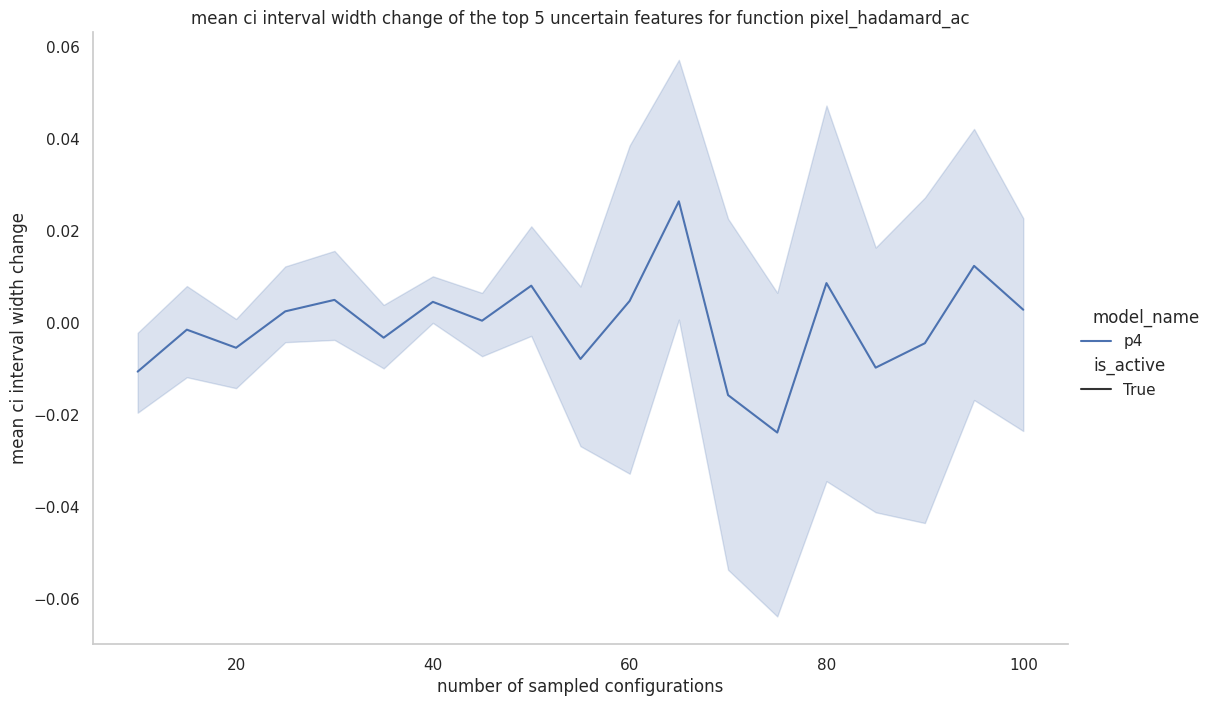 mean ci interval width change of the top 5 uncertain features for function pixel_hadamard_ac
mean ci interval width change
0.06
0.04
0.02
0.00
−0.02
−0.04
−0.06
20
40
60
80
100
number of sampled configurations
model_name
p4
is_active
True